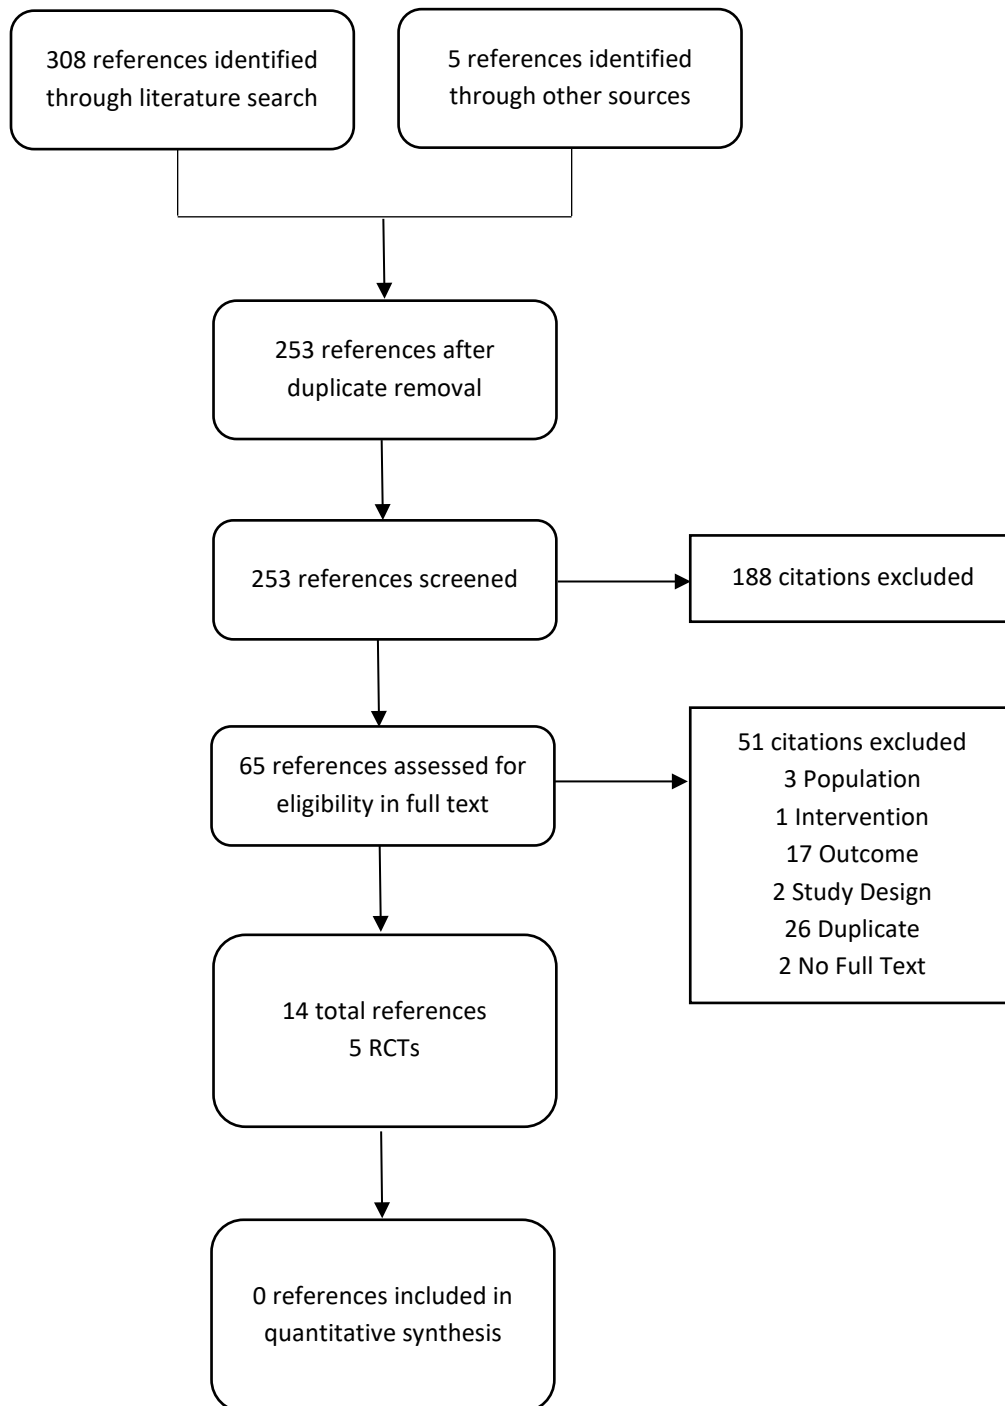 308 references identified
through literature search
5 references identified
through other sources
253 references after
duplicate removal
253 references screened
188 citations excluded
65 references assessed for
eligibility in full text
51 citations excluded
3 Population
1 Intervention
17 Outcome
2 Study Design
26 Duplicate
2 No Full Text
14 total references
5 RCTs
0 references included in
quantitative synthesis